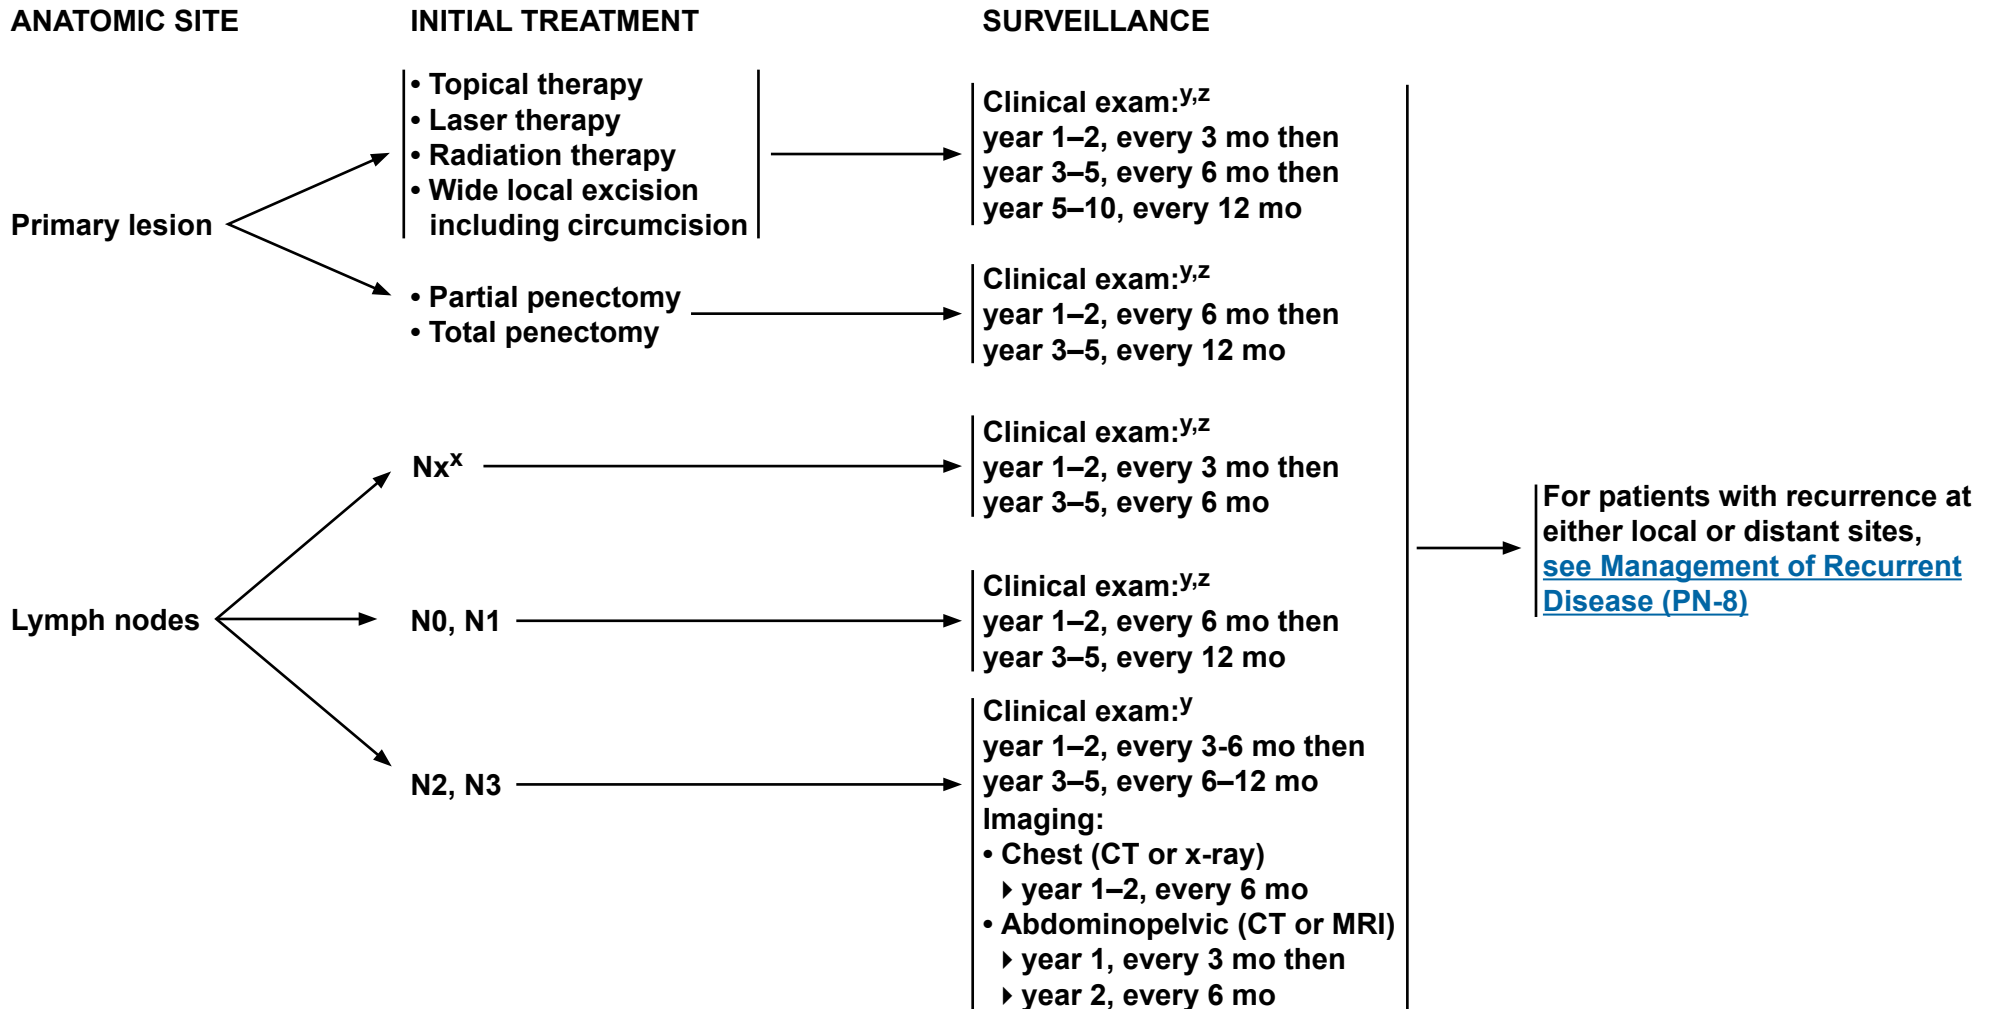 ANATOMIC SITE
INITIAL TREATMENT
SURVEILLANCE
Primary lesion
• Topical therapy
• Laser therapy
• Radiation therapy
• Wide local excision
including circumcision
Clinical exam:y,z
year 1–2, every 3 mo then
year 3–5, every 6 mo then
year 5–10, every 12 mo
• Partial penectomy
• Total penectomy
Clinical exam:y,z
year 1–2, every 6 mo then
year 3–5, every 12 mo
Lymph nodes
Nxx
Clinical exam:y,z
year 1–2, every 3 mo then
year 3–5, every 6 mo
N0, N1
Clinical exam:y,z
year 1–2, every 6 mo then
year 3–5, every 12 mo
N2, N3
Clinical exam:y
year 1–2, every 3-6 mo then
year 3–5, every 6–12 mo
Imaging:
• Chest (CT or x-ray)
▸ year 1–2, every 6 mo
• Abdominopelvic (CT or MRI)
▸ year 1, every 3 mo then
▸ year 2, every 6 mo
For patients with recurrence at
either local or distant sites,
see Management of Recurrent
Disease (PN-8)